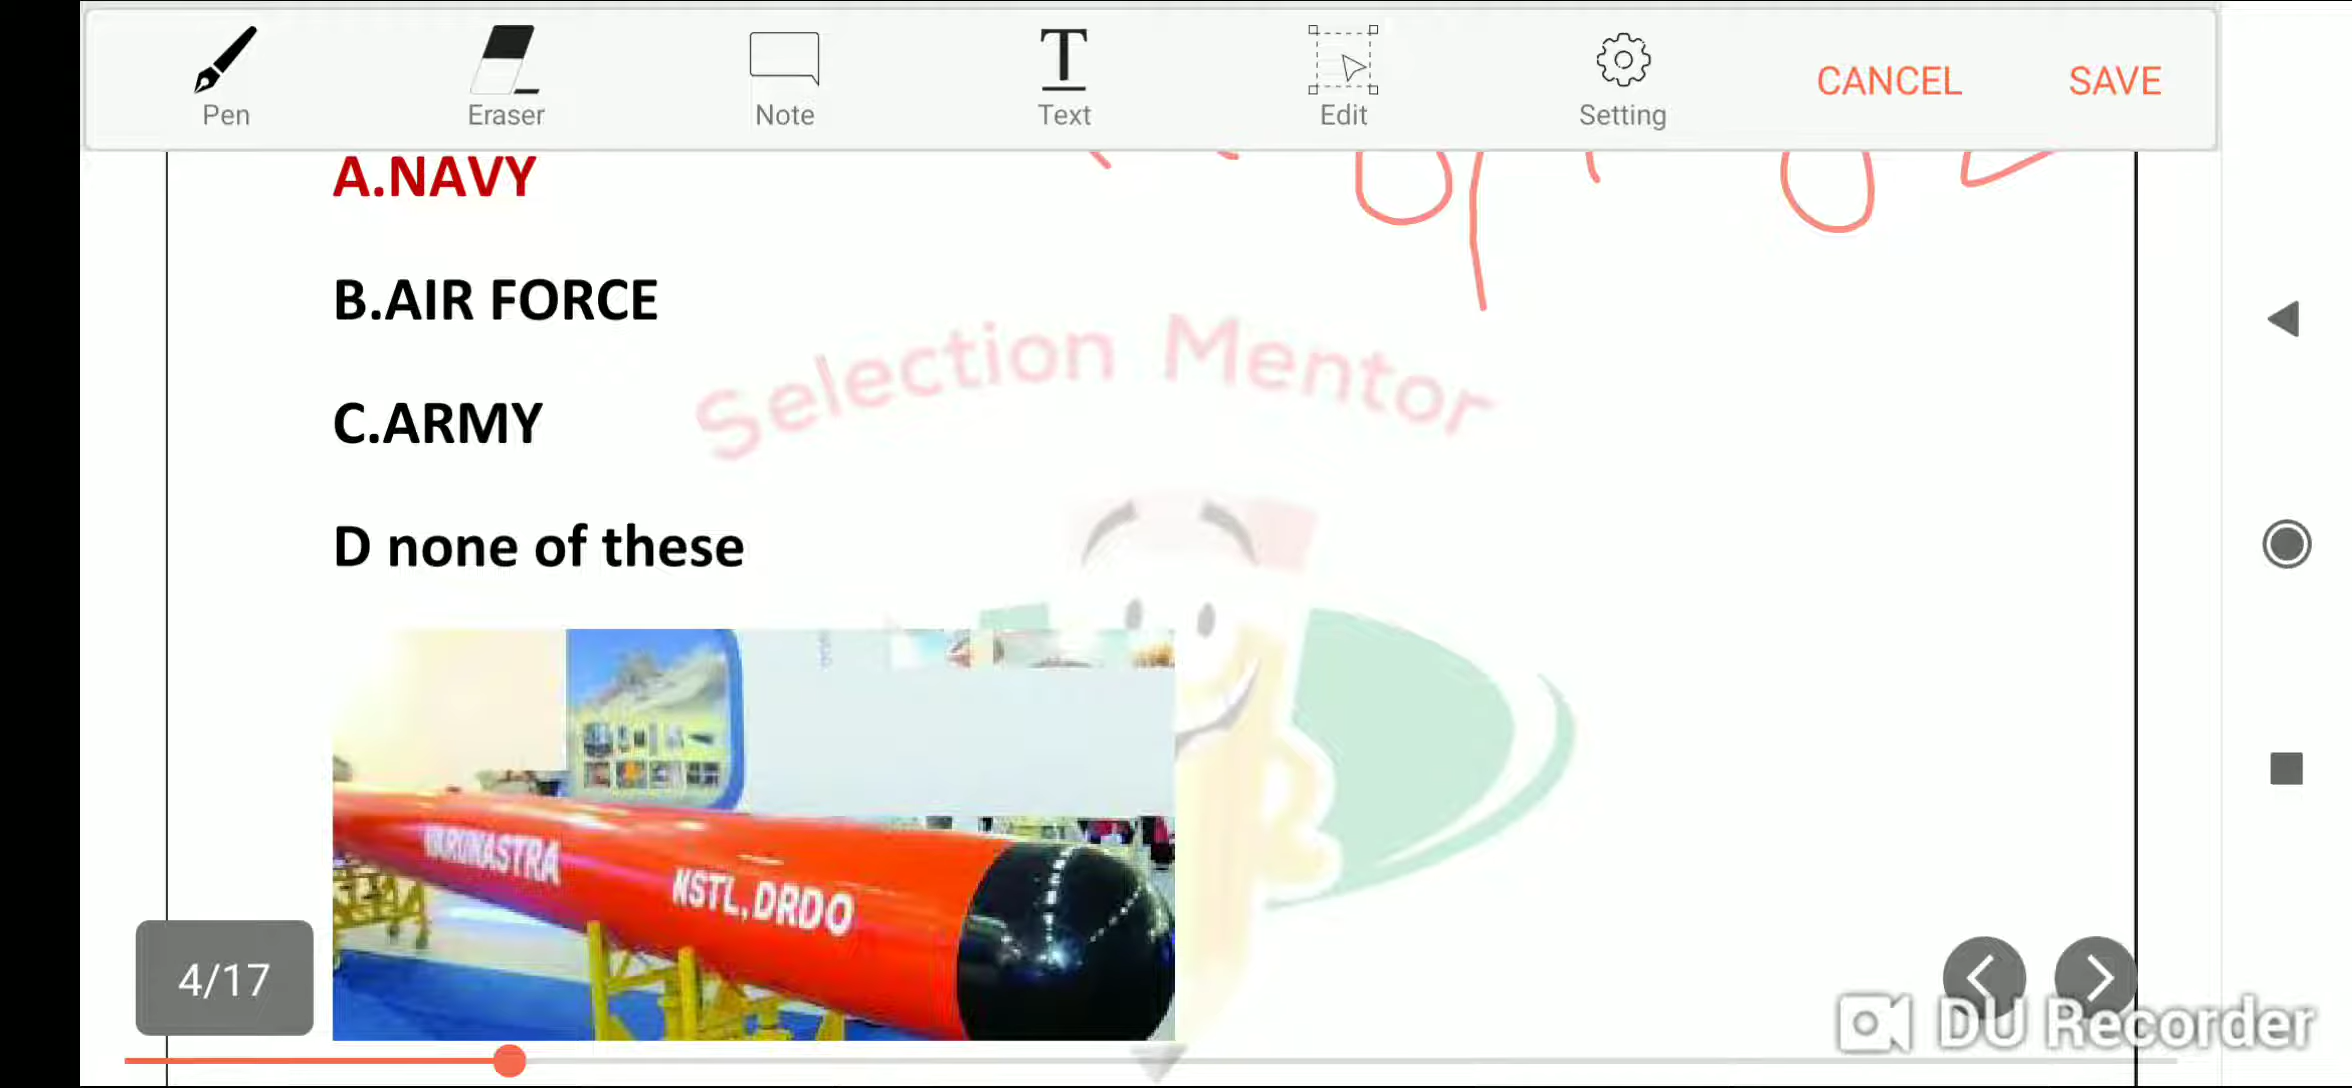 Pen Eraser Note Text Edit Setting CANCEL SAVE
A.NAVY
B.AIR FORCE
C.ARMY
D none of these
Selection Mentor
VARUNASTRA
NSTL, DRDO
4/17
DU Recorder